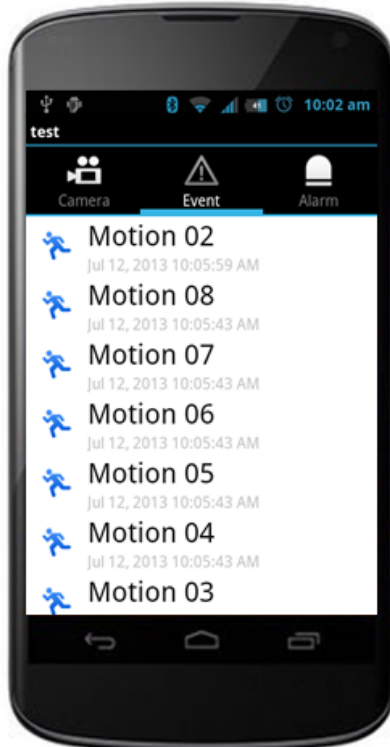 10:02 am
test
Camera Event Alarm
Motion 02
Jul 12, 2013 10:05:59 AM
Motion 08
Jul 12, 2013 10:05:43 AM
Motion 07
Jul 12, 2013 10:05:43 AM
Motion 06
Jul 12, 2013 10:05:43 AM
Motion 05
Jul 12, 2013 10:05:43 AM
Motion 04
Jul 12, 2013 10:05:43 AM
Motion 03